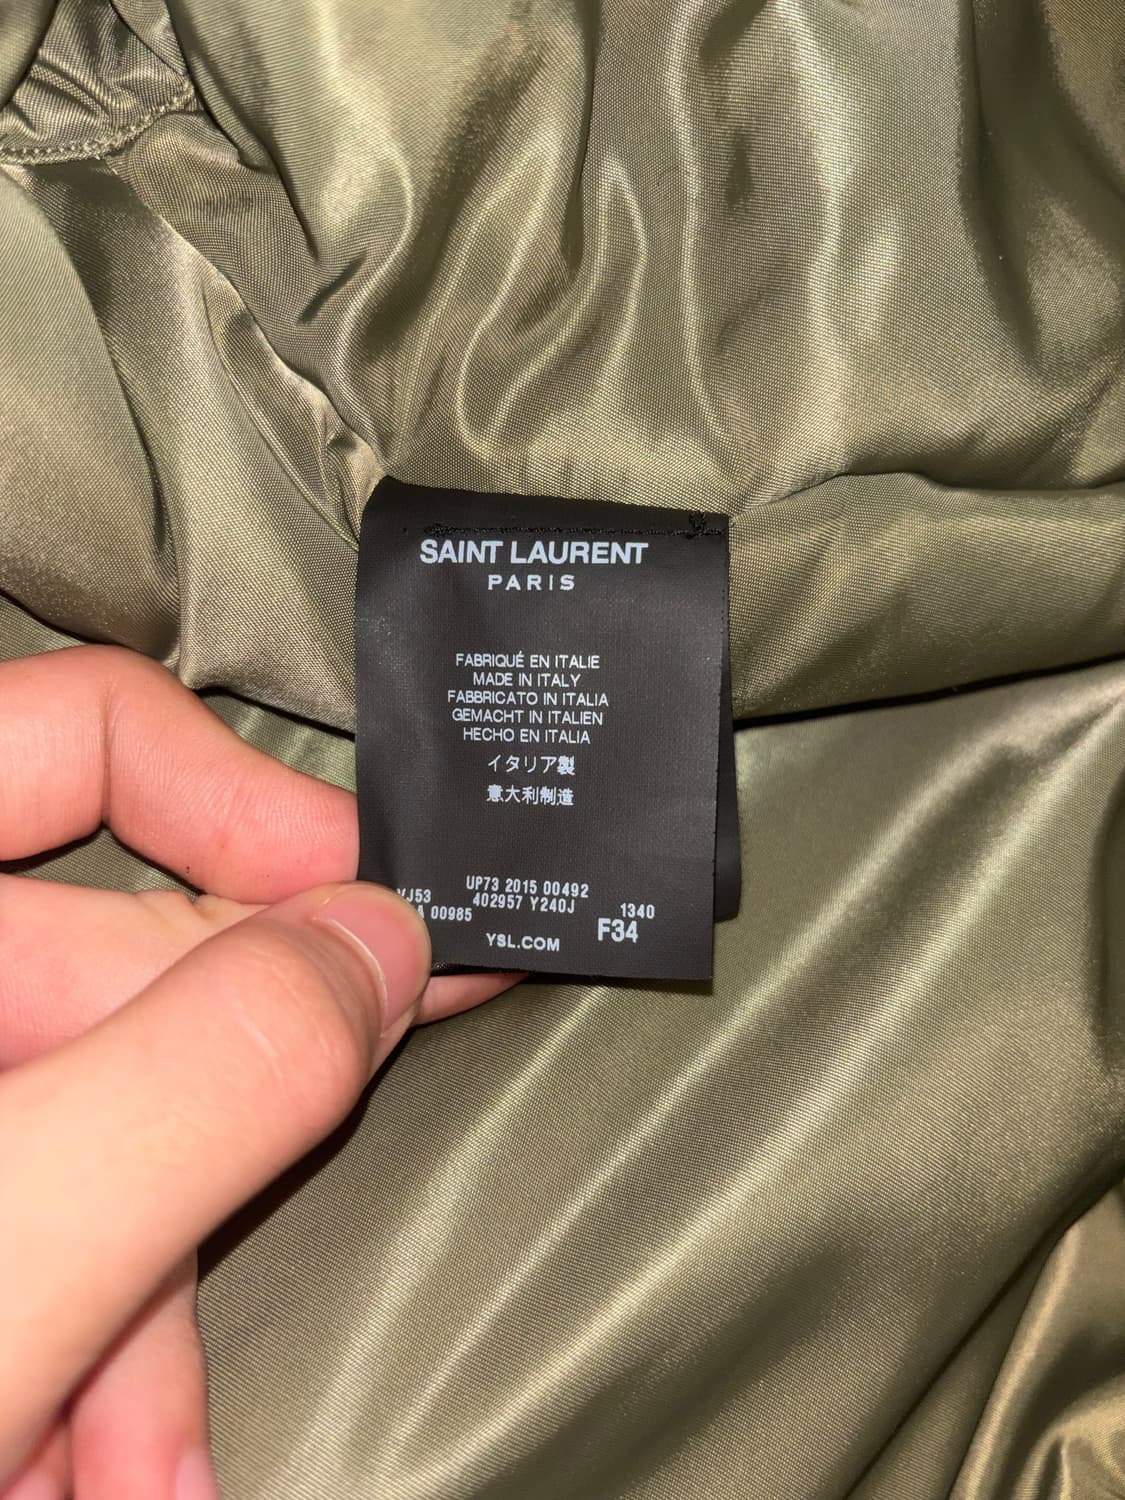 SAINT LAURENT
PARIS
FABRIQUÉ EN ITALIE
MADE IN ITALY
FABBRICATO IN ITALIA
GEMACHT IN ITALIEN
HECHO EN ITALIA
イタリア製
意大利制造
UP73 2015 00492
402957 Y240J 1340
00985
F34
YSL.COM